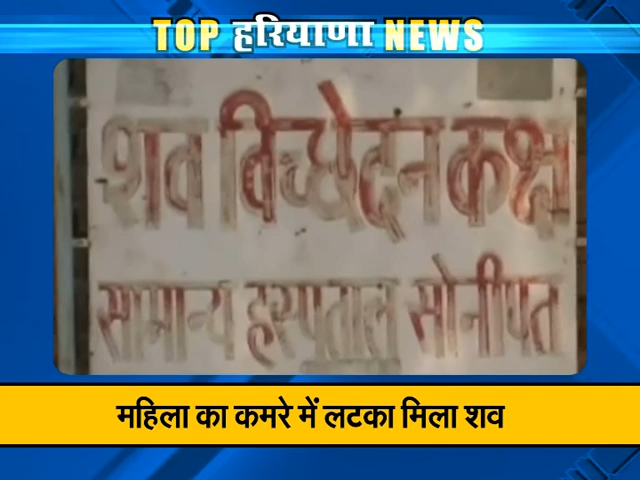 TOP हरियाणा NEWS
शव विच्छेदन कक्ष
सामान्य हस्पताल सोनीपत
महिला का कमरे में लटका मिला शव